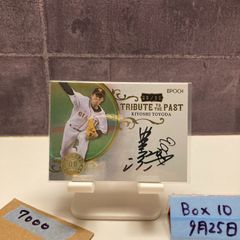 EPOCH
TRIBUTE TO THE PAST
KIYOSHI TOYODA
7000
Box 10
9月25日